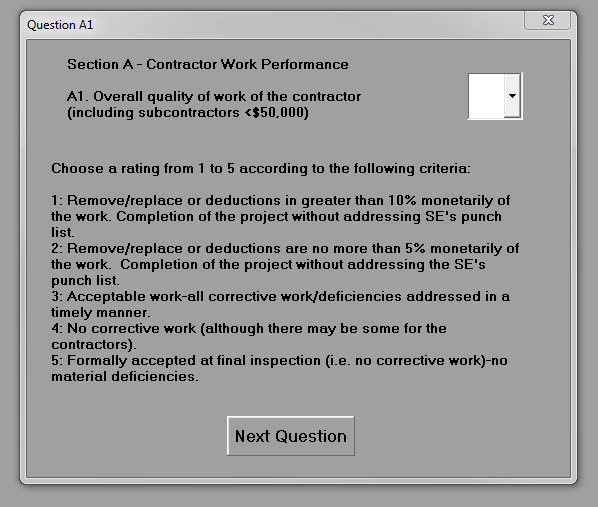 Question A1
Section A - Contractor Work Performance
A1. Overall quality of work of the contractor
(including subcontractors <$50,000)
Choose a rating from 1 to 5 according to the following criteria:
1: Remove/replace or deductions in greater than 10% monetarily of
the work. Completion of the project without addressing SE's punch
list.
2: Remove/replace or deductions are no more than 5% monetarily of
the work.  Completion of the project without addressing the SE's
punch list.
3: Acceptable work-all corrective work/deficiencies addressed in a
timely manner.
4: No corrective work (although there may be some for the
contractors).
5: Formally accepted at final inspection (i.e. no corrective work)-no
material deficiencies.
Next Question